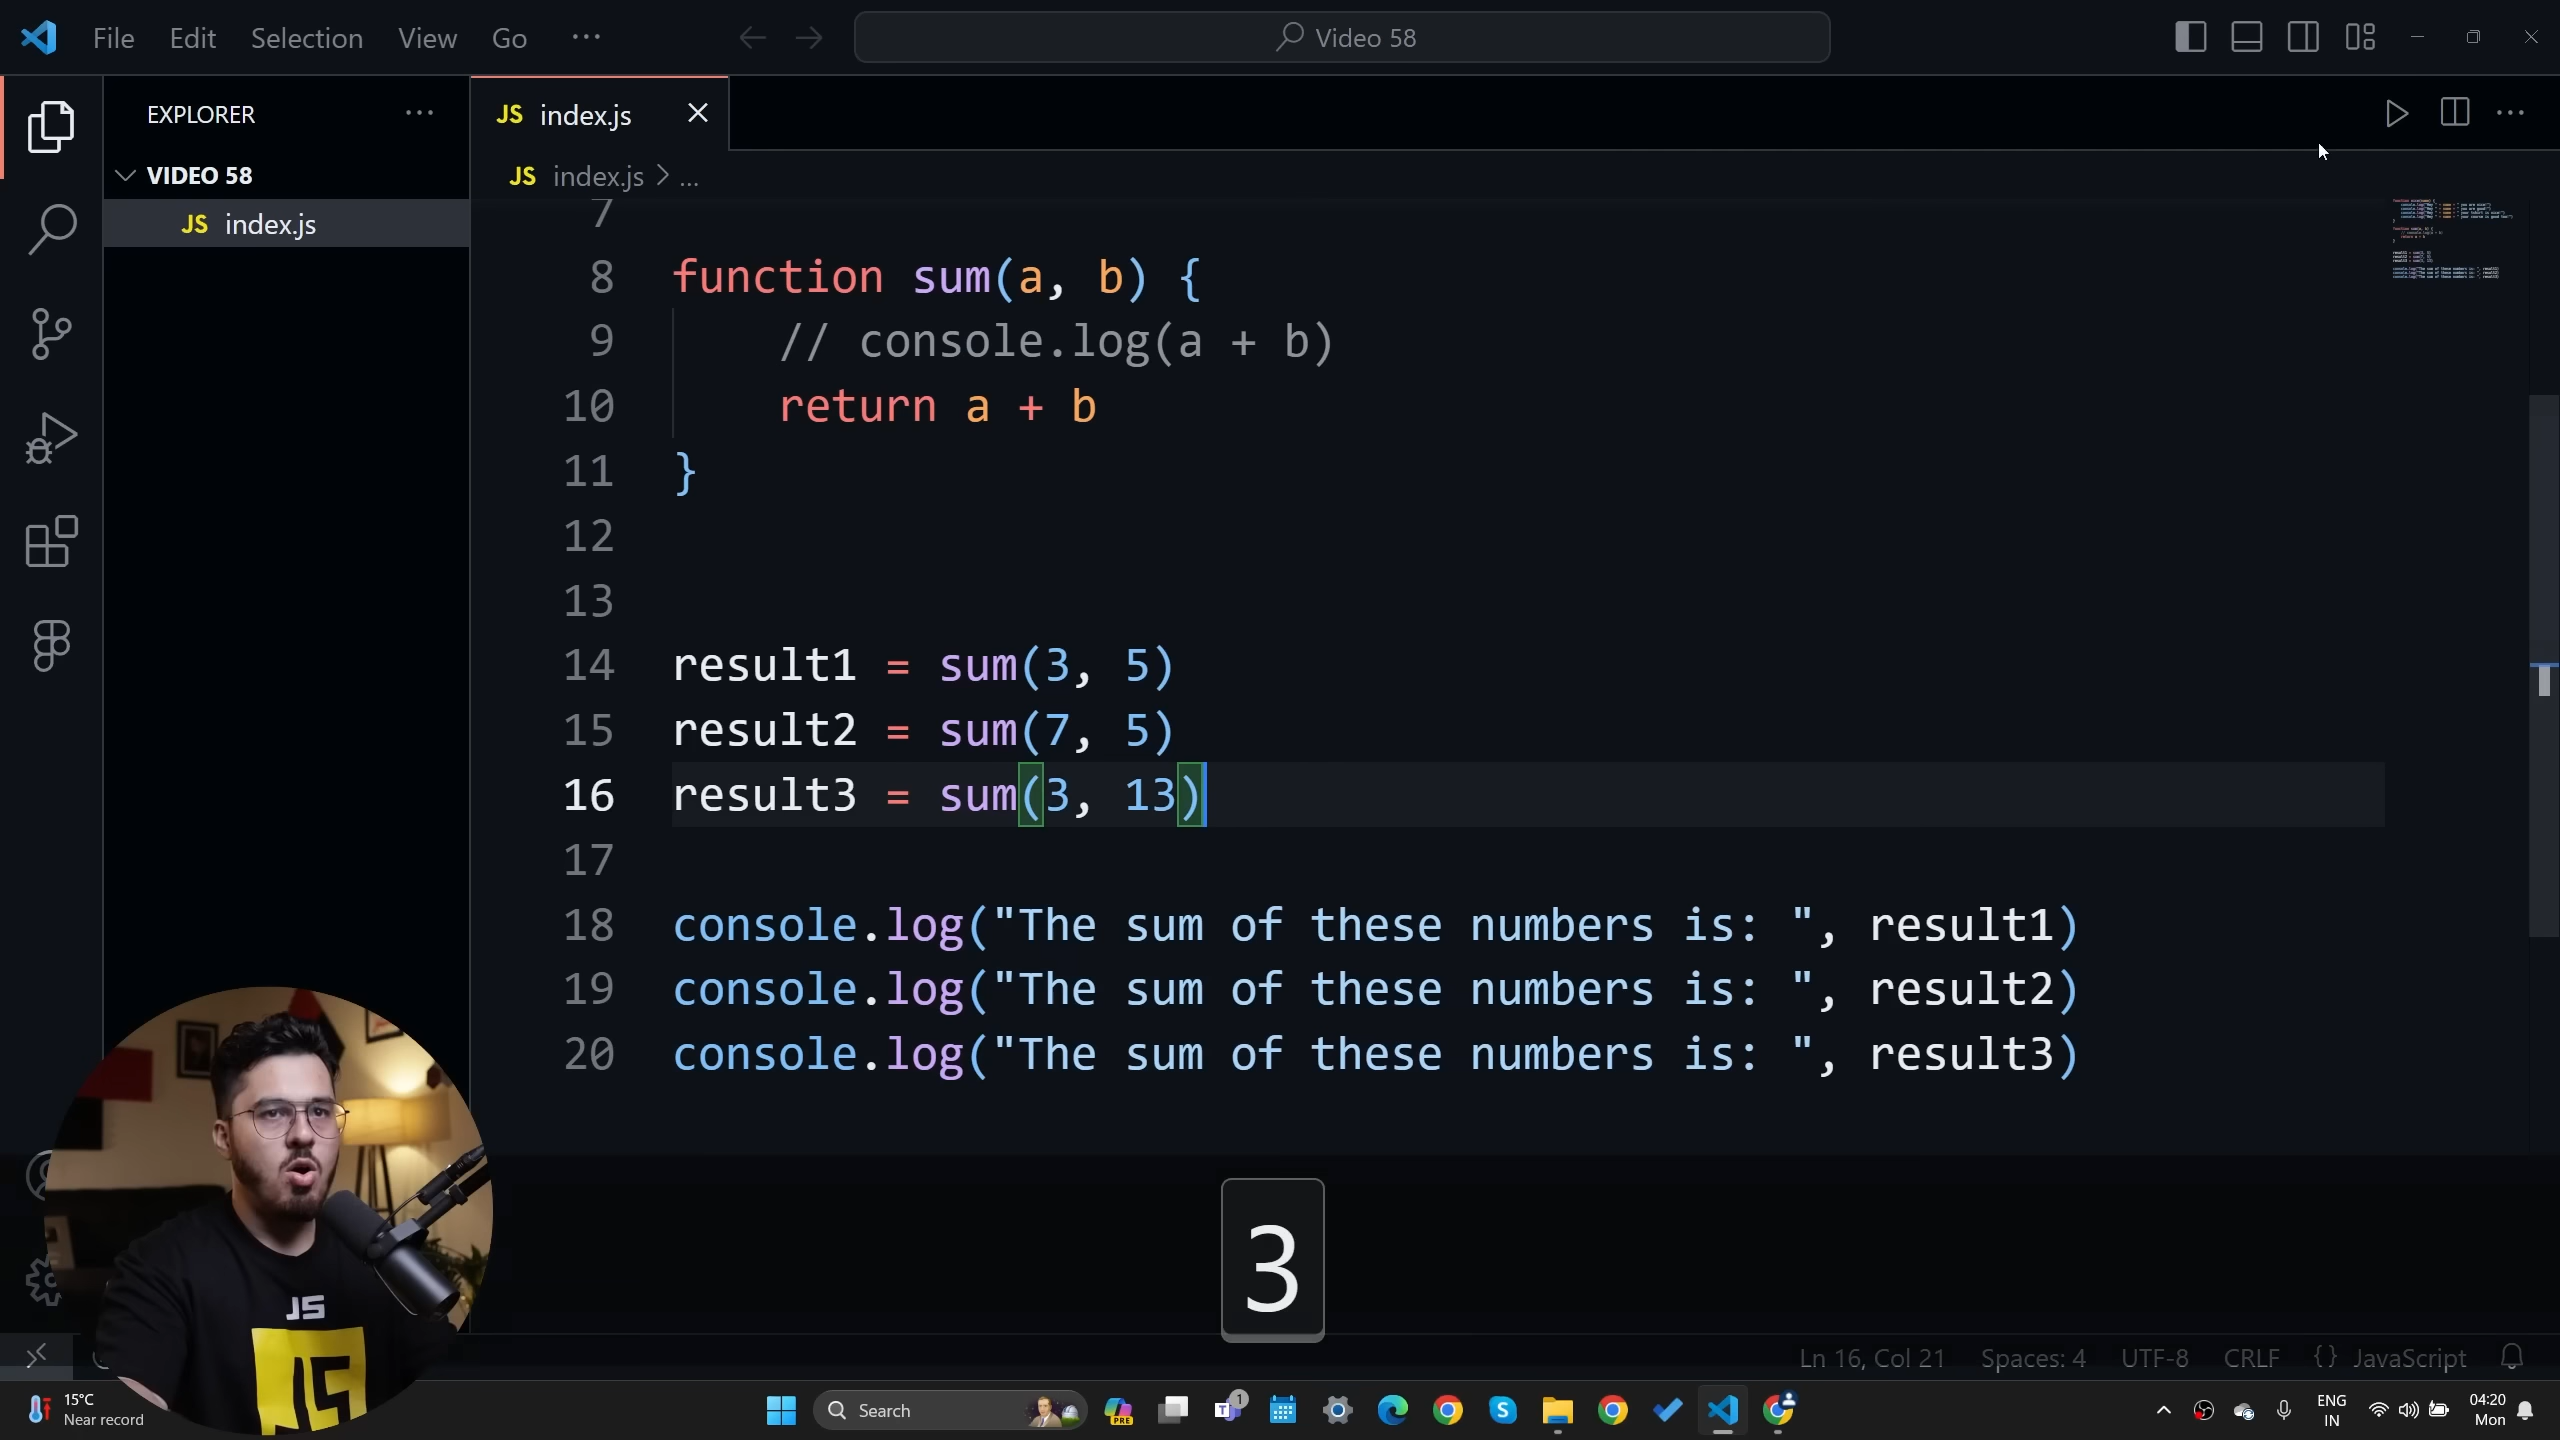 File Edit Selection View Go ···
Video 58
EXPLORER
VIDEO 58
JS index.js
JS index.js
JS index.js > ...
7
8 function sum(a, b) {
9 // console.log(a + b)
10 return a + b
11 }
12
13
14 result1 = sum(3, 5)
15 result2 = sum(7, 5)
16 result3 = sum(3, 13)
17
18 console.log("The sum of these numbers is: ", result1)
19 console.log("The sum of these numbers is: ", result2)
20 console.log("The sum of these numbers is: ", result3)
3
JS
JS
Ln 16, Col 21 Spaces: 4 UTF-8 CRLF {} JavaScript
15°C
Near record
Search
PRE
1
ENG
IN
04:20
Mon